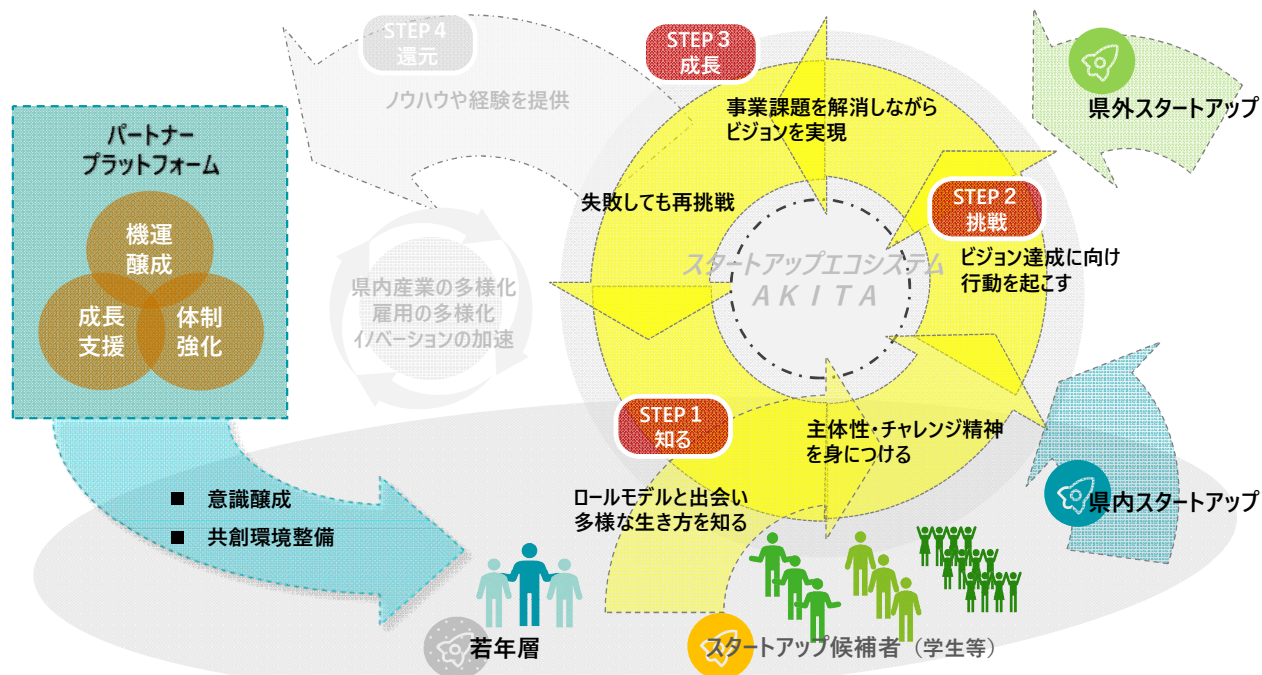 STEP 4
還元
ノウハウや経験を提供
STEP 3
成長
事業課題を解消しながら
ビジョンを実現
県外スタートアップ
パートナー
プラットフォーム
機運
醸成
成長
支援
体制
強化
失敗しても再挑戦
STEP 2
挑戦
ビジョン達成に向け
行動を起こす
スタートアップエコシステム
AKITA
県内産業の多様化
雇用の多様化
イノベーションの加速
STEP 1
知る
主体性・チャレンジ精神
を身につける
ロールモデルと出会い
多様な生き方を知る
■ 意識醸成
■ 共創環境整備
県内スタートアップ
若年層
スタートアップ候補者（学生等）